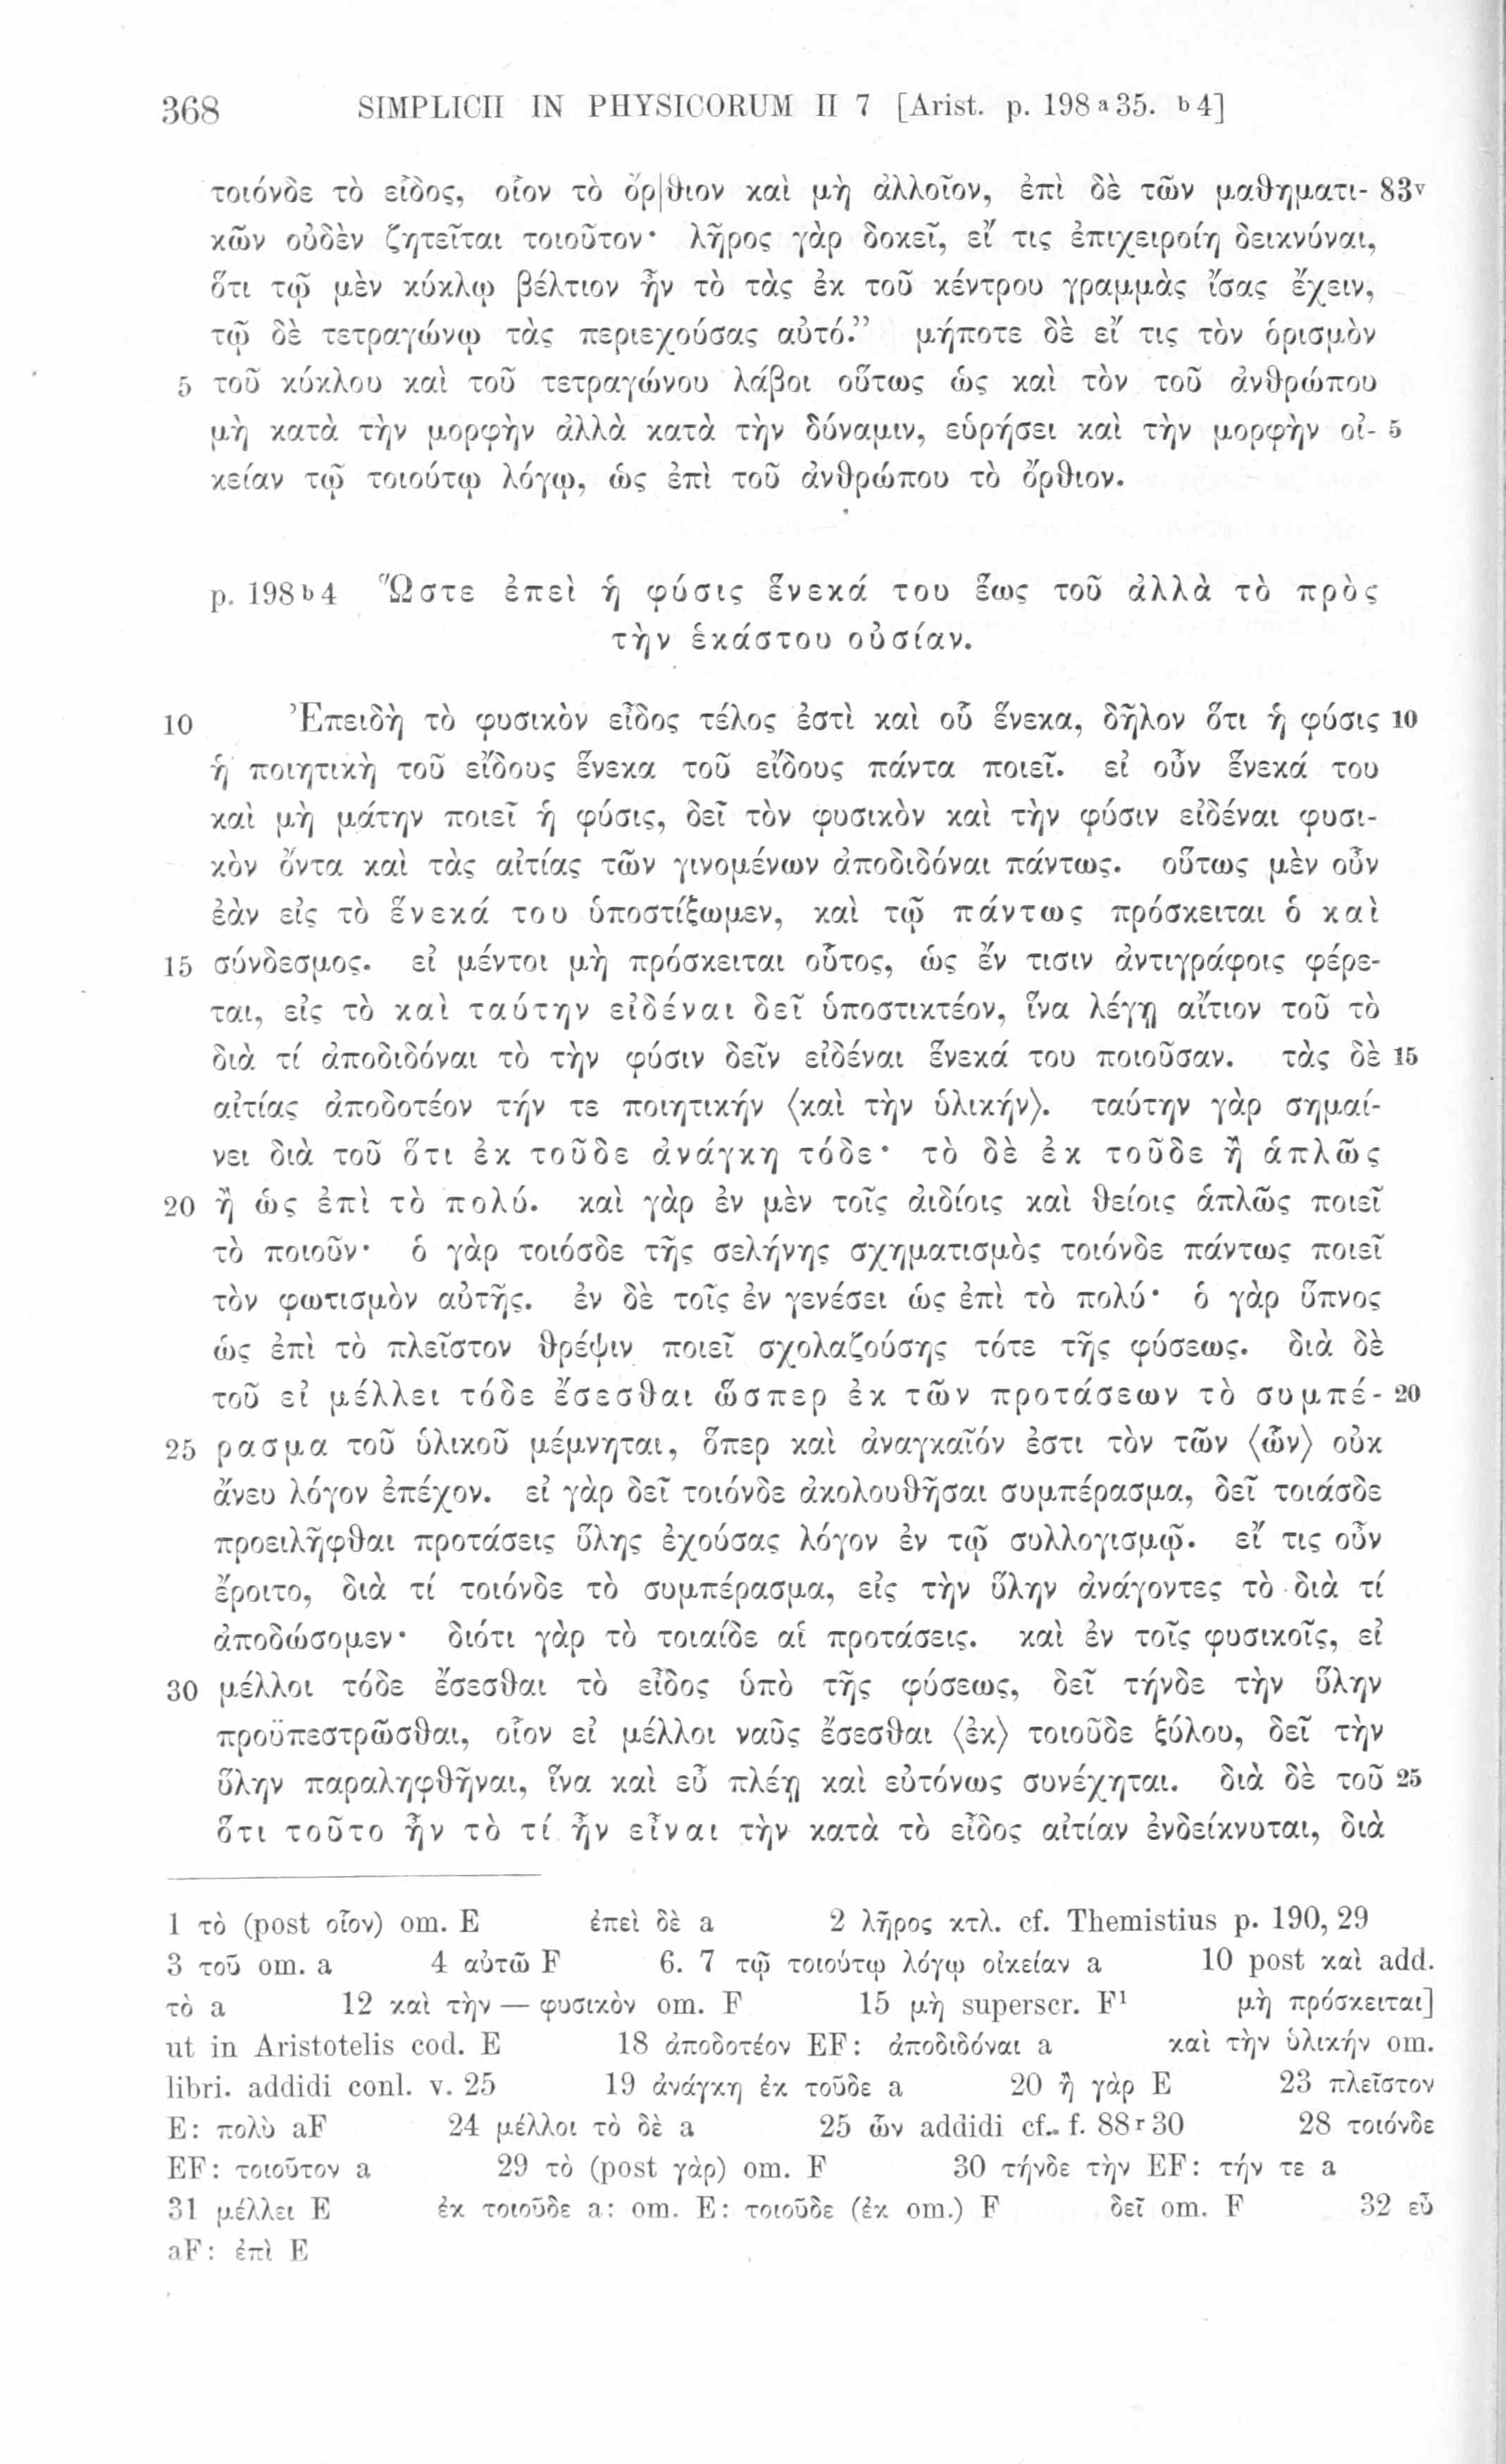 368 SIMPLICII IN PHYSICORUM II 7 [Arist. p. 198 a 35. b 4]
τοιόνδε τὸ εἶδος, οἷον τὸ ὄρ|θιον καὶ μὴ ἀλλοῖον, ἐπὶ δὲ τῶν μαθηματι- 83v
κῶν οὐδὲν ζητεῖται τοιοῦτον· λῆρος γὰρ δοκεῖ, εἴ τις ἐπιχειροίη δεικνύναι,
ὅτι τῷ μὲν κύκλῳ βέλτιον ἦν τὸ τὰς ἐκ τοῦ κέντρου γραμμὰς ἴσας ἔχειν,
τῷ δὲ τετραγώνῳ τὰς περιεχούσας αὐτό.” μήποτε δὲ εἴ τις τὸν ὁρισμὸν
5 τοῦ κύκλου καὶ τοῦ τετραγώνου λάβοι οὕτως ὡς καὶ τὸν τοῦ ἀνθρώπου
μὴ κατὰ τὴν μορφὴν ἀλλὰ κατὰ τὴν δύναμιν, εὑρήσει καὶ τὴν μορφὴν οἰ- 5
κείαν τῷ τοιούτῳ λόγῳ, ὡς ἐπὶ τοῦ ἀνθρώπου τὸ ὄρθιον.
p. 198 b 4 Ὥστε ἐπεὶ ἡ φύσις ἕνεκά του ἕως τοῦ ἀλλὰ τὸ πρὸς
τὴν ἑκάστου οὐσίαν.
10 Ἐπειδὴ τὸ φυσικὸν εἶδος τέλος ἐστὶ καὶ οὗ ἕνεκα, δῆλον ὅτι ἡ φύσις 10
ἡ ποιητικὴ τοῦ εἴδους ἕνεκα τοῦ εἴδους πάντα ποιεῖ. εἰ οὖν ἕνεκά του
καὶ μὴ μάτην ποιεῖ ἡ φύσις, δεῖ τὸν φυσικὸν καὶ τὴν φύσιν εἰδέναι φυσι-
κὸν ὄντα καὶ τὰς αἰτίας τῶν γινομένων ἀποδιδόναι πάντως. οὕτως μὲν οὖν
ἐὰν εἰς τὸ ἕνεκά του ὑποστίξωμεν, καὶ τῷ πάντως πρόσκειται ὁ καὶ
15 σύνδεσμος. εἰ μέντοι μὴ πρόσκειται οὗτος, ὡς ἔν τισιν ἀντιγράφοις φέρε-
ται, εἰς τὸ καὶ ταύτην εἰδέναι δεῖ ὑποστικτέον, ἵνα λέγῃ αἴτιον τοῦ τὸ
διὰ τί ἀποδιδόναι τὸ τὴν φύσιν δεῖν εἰδέναι ἕνεκά του ποιοῦσαν. τὰς δὲ 15
αἰτίας ἀποδοτέον τήν τε ποιητικήν ⟨καὶ τὴν ὑλικήν⟩. ταύτην γὰρ σημαί-
νει διὰ τοῦ ὅτι ἐκ τοῦδε ἀνάγκη τόδε· τὸ δὲ ἐκ τοῦδε ἢ ἁπλῶς
20 ἢ ὡς ἐπὶ τὸ πολύ. καὶ γὰρ ἐν μὲν τοῖς ἀιδίοις καὶ θείοις ἁπλῶς ποιεῖ
τὸ ποιοῦν· ὁ γὰρ τοιόσδε τῆς σελήνης σχηματισμὸς τοιόνδε πάντως ποιεῖ
τὸν φωτισμὸν αὐτῆς. ἐν δὲ τοῖς ἐν γενέσει ὡς ἐπὶ τὸ πολύ· ὁ γὰρ ὕπνος
ὡς ἐπὶ τὸ πλεῖστον θρέψιν ποιεῖ σχολαζούσης τότε τῆς φύσεως. διὰ δὲ
τοῦ εἰ μέλλει τόδε ἔσεσθαι ὥσπερ ἐκ τῶν προτάσεων τὸ συμπέ- 20
25 ρασμα τοῦ ὑλικοῦ μέμνηται, ὅπερ καὶ ἀναγκαῖόν ἐστι τὸν τῶν ⟨ὧν⟩ οὐκ
ἄνευ λόγον ἐπέχον. εἰ γὰρ δεῖ τοιόνδε ἀκολουθῆσαι συμπέρασμα, δεῖ τοιάσδε
προειλῆφθαι προτάσεις ὕλης ἐχούσας λόγον ἐν τῷ συλλογισμῷ. εἴ τις οὖν
ἔροιτο, διὰ τί τοιόνδε τὸ συμπέρασμα, εἰς τὴν ὕλην ἀνάγοντες τὸ διὰ τί
ἀποδώσομεν· διότι γὰρ τὸ τοιαίδε αἱ προτάσεις. καὶ ἐν τοῖς φυσικοῖς, εἰ
30 μέλλοι τόδε ἔσεσθαι τὸ εἶδος ὑπὸ τῆς φύσεως, δεῖ τήνδε τὴν ὕλην
προϋπεστρῶσθαι, οἷον εἰ μέλλοι ναῦς ἔσεσθαι ⟨ἐκ⟩ τοιοῦδε ξύλου, δεῖ τὴν
ὕλην παραληφθῆναι, ἵνα καὶ εὖ πλέῃ καὶ εὐτόνως συνέχηται. διὰ δὲ τοῦ 25
ὅτι τοῦτο ἦν τὸ τί ἦν εἶναι τὴν κατὰ τὸ εἶδος αἰτίαν ἐνδείκνυται, διὰ
1 τὸ (post οἷον) om. E ἐπεὶ δὲ a 2 λῆρος κτλ. cf. Themistius p. 190, 29
3 τοῦ om. a 4 αὐτῶ F 6. 7 τῷ τοιούτῳ λόγῳ οἰκείαν a 10 post καὶ add.
τὸ a 12 καὶ τὴν — φυσικὸν om. F 15 μὴ superscr. F¹ μὴ πρόσκειται]
ut in Aristotelis cod. E 18 ἀποδοτέον EF: ἀποδιδόναι a καὶ τὴν ὑλικήν om.
libri. addidi conl. v. 25 19 ἀνάγκη ἐκ τοῦδε a 20 ἢ γὰρ E 23 πλεῖστον
E: πολὺ aF 24 μέλλοι τὸ δὲ a 25 ὧν addidi cf. f. 88 r 30 28 τοιόνδε
EF: τοιοῦτον a 29 τὸ (post γὰρ) om. F 30 τήνδε τὴν EF: τήν τε a
31 μέλλει E ἐκ τοιοῦδε a: om. E: τοιοῦδε (ἐκ om.) F δεῖ om. F 32 εὖ
aF: ἐπὶ E